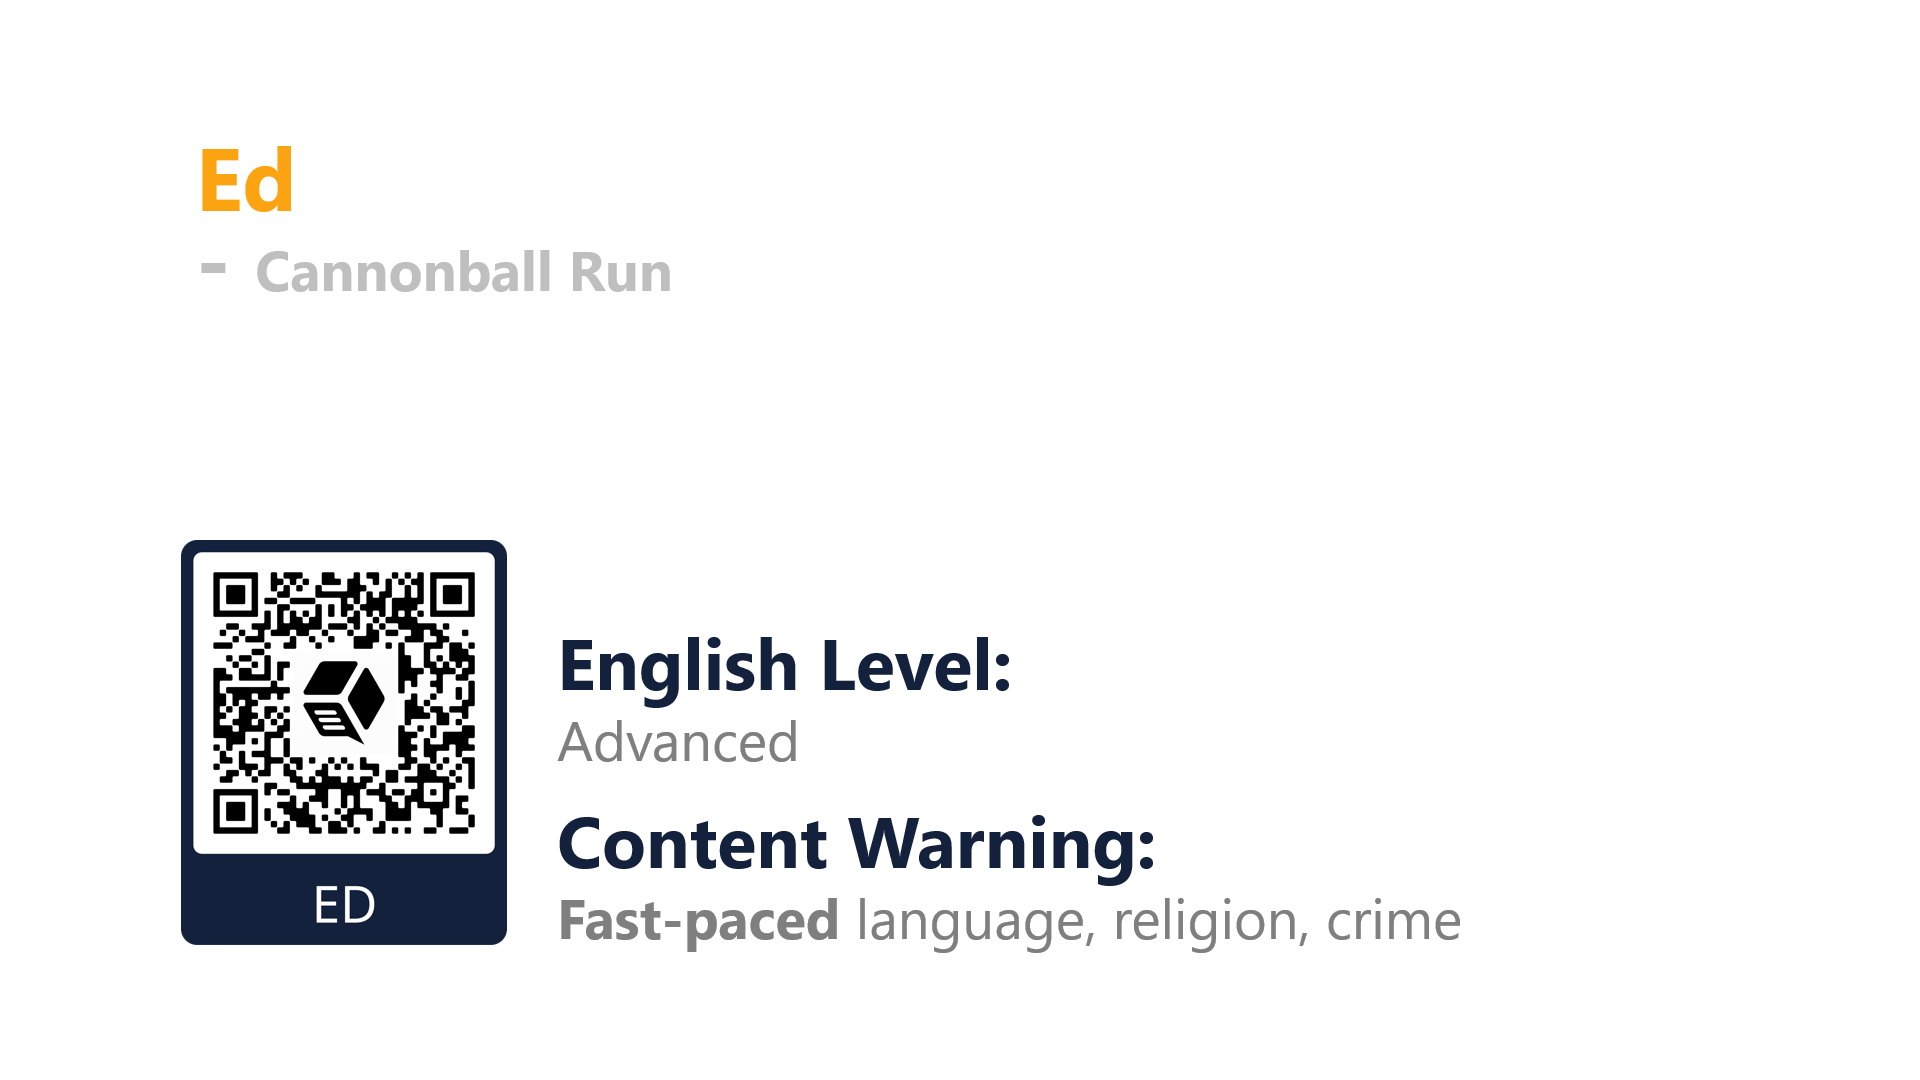 Ed
- Cannonball Run
English Level:
Advanced
Content Warning:
Fast-paced language, religion, crime
ED